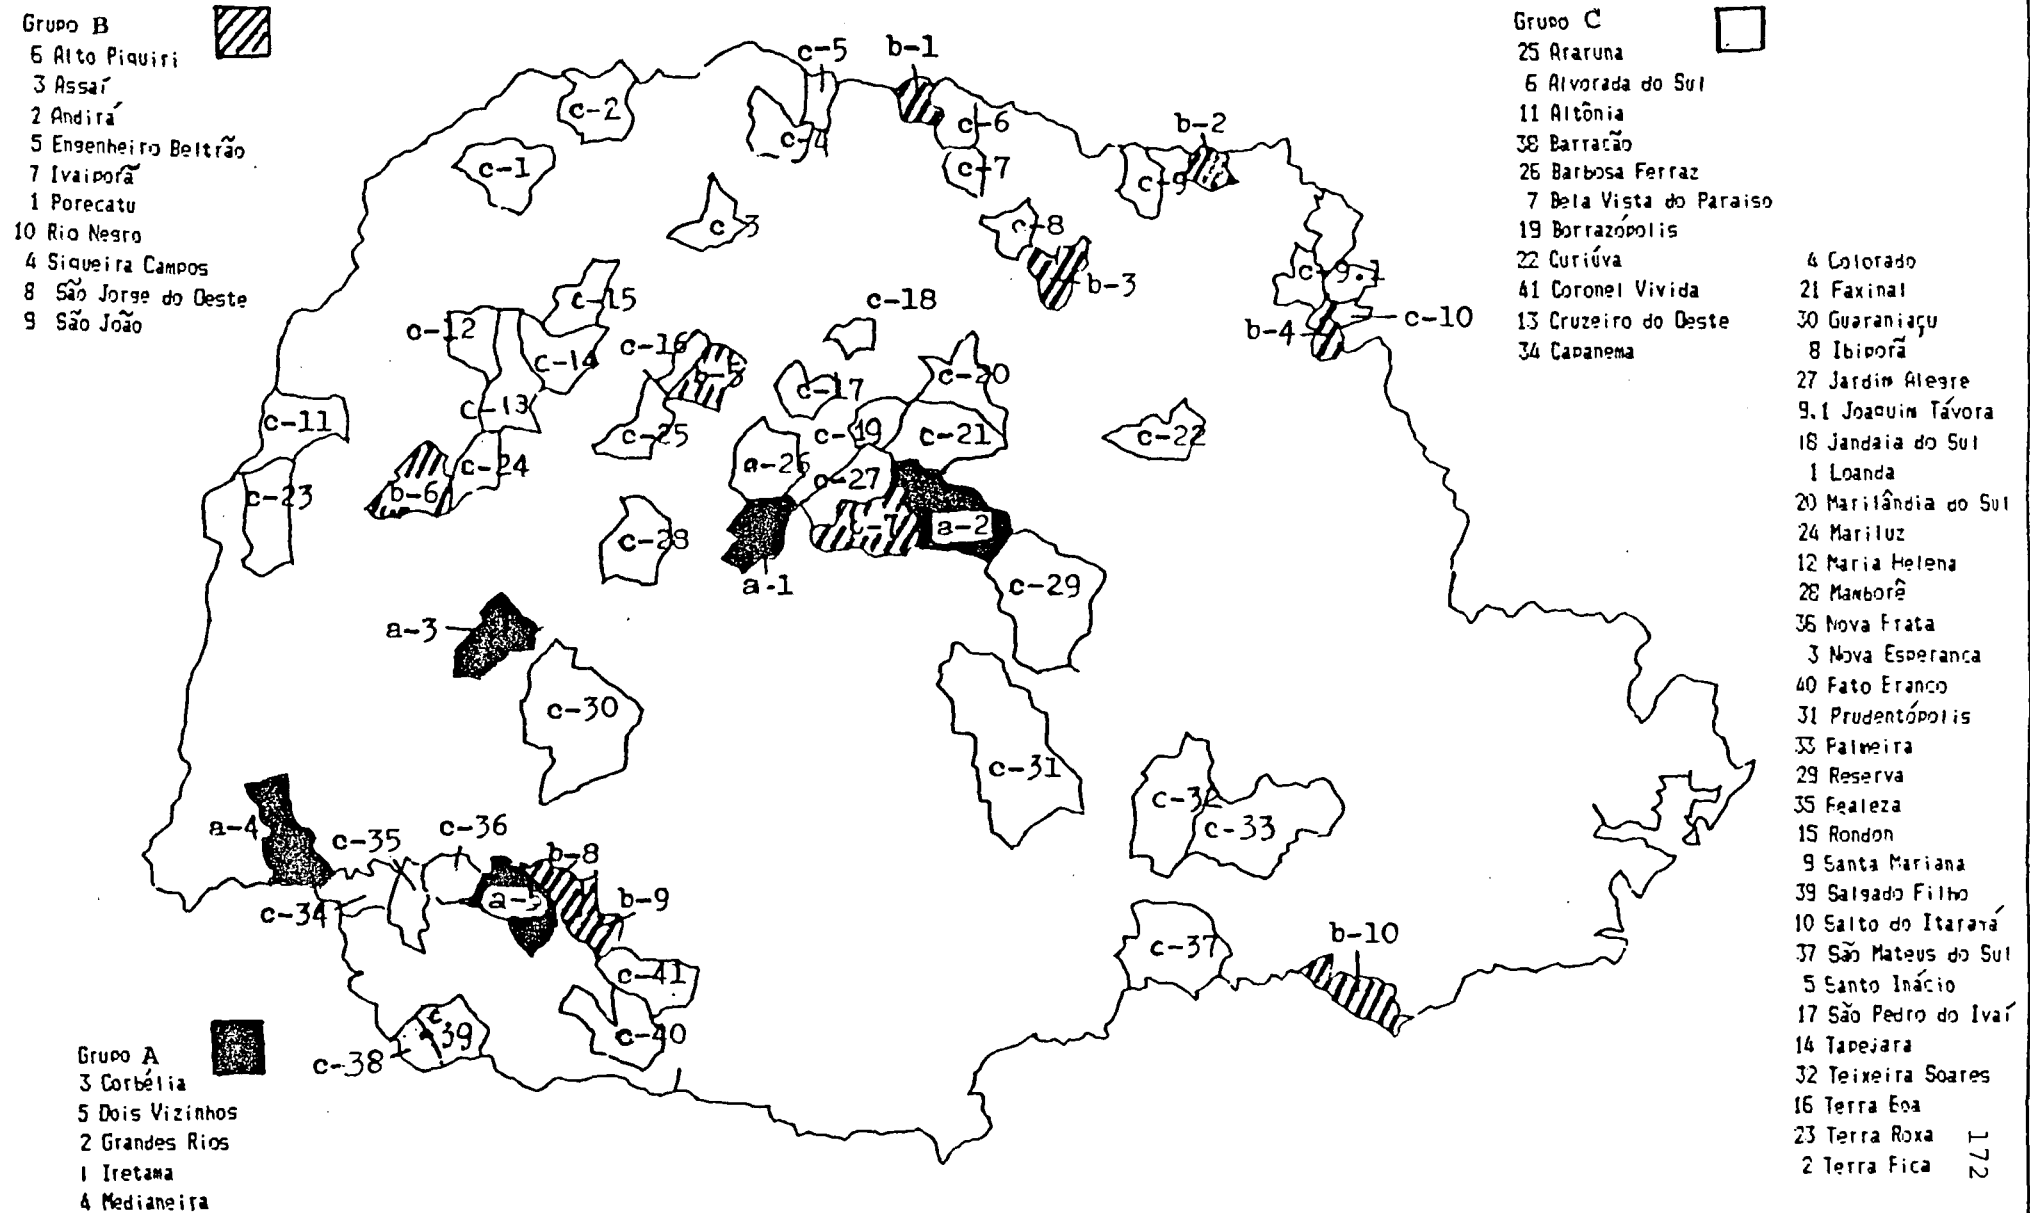 Grupo B
6 Alto Piquiri
3 Assaí
2 Andirá
5 Engenheiro Beltrão
7 Ivaiporã
1 Porecatu
10 Rio Negro
4 Siqueira Campos
8 São Jorge do Oeste
9 São João
Grupo C
25 Araruna
6 Alvorada do Sul
11 Altônia
38 Barracão
26 Barbosa Ferraz
7 Bela Vista do Paraiso
19 Borrazópolis
22 Curiúva
41 Coronel Vivida
13 Cruzeiro do Oeste
34 Capanema
4 Colorado
21 Faxinal
30 Guaraniaçu
8 Ibiporã
27 Jardim Alegre
9.1 Joaquim Távora
18 Jandaia do Sul
1 Loanda
20 Marilândia do Sul
24 Mariluz
12 Maria Helena
28 Mamborê
36 Nova Prata
3 Nova Esperanca
40 Pato Branco
31 Prudentópolis
33 Palmeira
29 Reserva
35 Realeza
15 Rondon
9 Santa Mariana
39 Salgado Filho
10 Salto do Itararé
37 São Mateus do Sul
5 Santo Inácio
17 São Pedro do Ivaí
14 Tapejara
32 Teixeira Soares
16 Terra Boa
23 Terra Roxa
2 Terra Rica
172
c-5
b-1
c-2
c-4
c-6
b-2
c-1
c-7
c-9
c 3
c-8
c-9.1
b-3
c-15
c-18
c-10
c-12
b-4
c-16
c-14
b-5
c-20
c-17
c-13
c-11
c-25
c-19
c-21
c-22
c-24
a-26
c-27
c-23
b-6
c-28
a-2
a-1
c-29
a-3
c-30
c-31
c-32
c-33
a-4
c-35
c-36
b-8
a-5
b-9
c-34
c-37
b-10
c-41
c-39
c-40
c-38
Grupo A
3 Corbélia
5 Dois Vizinhos
2 Grandes Rios
1 Iretama
4 Medianeira